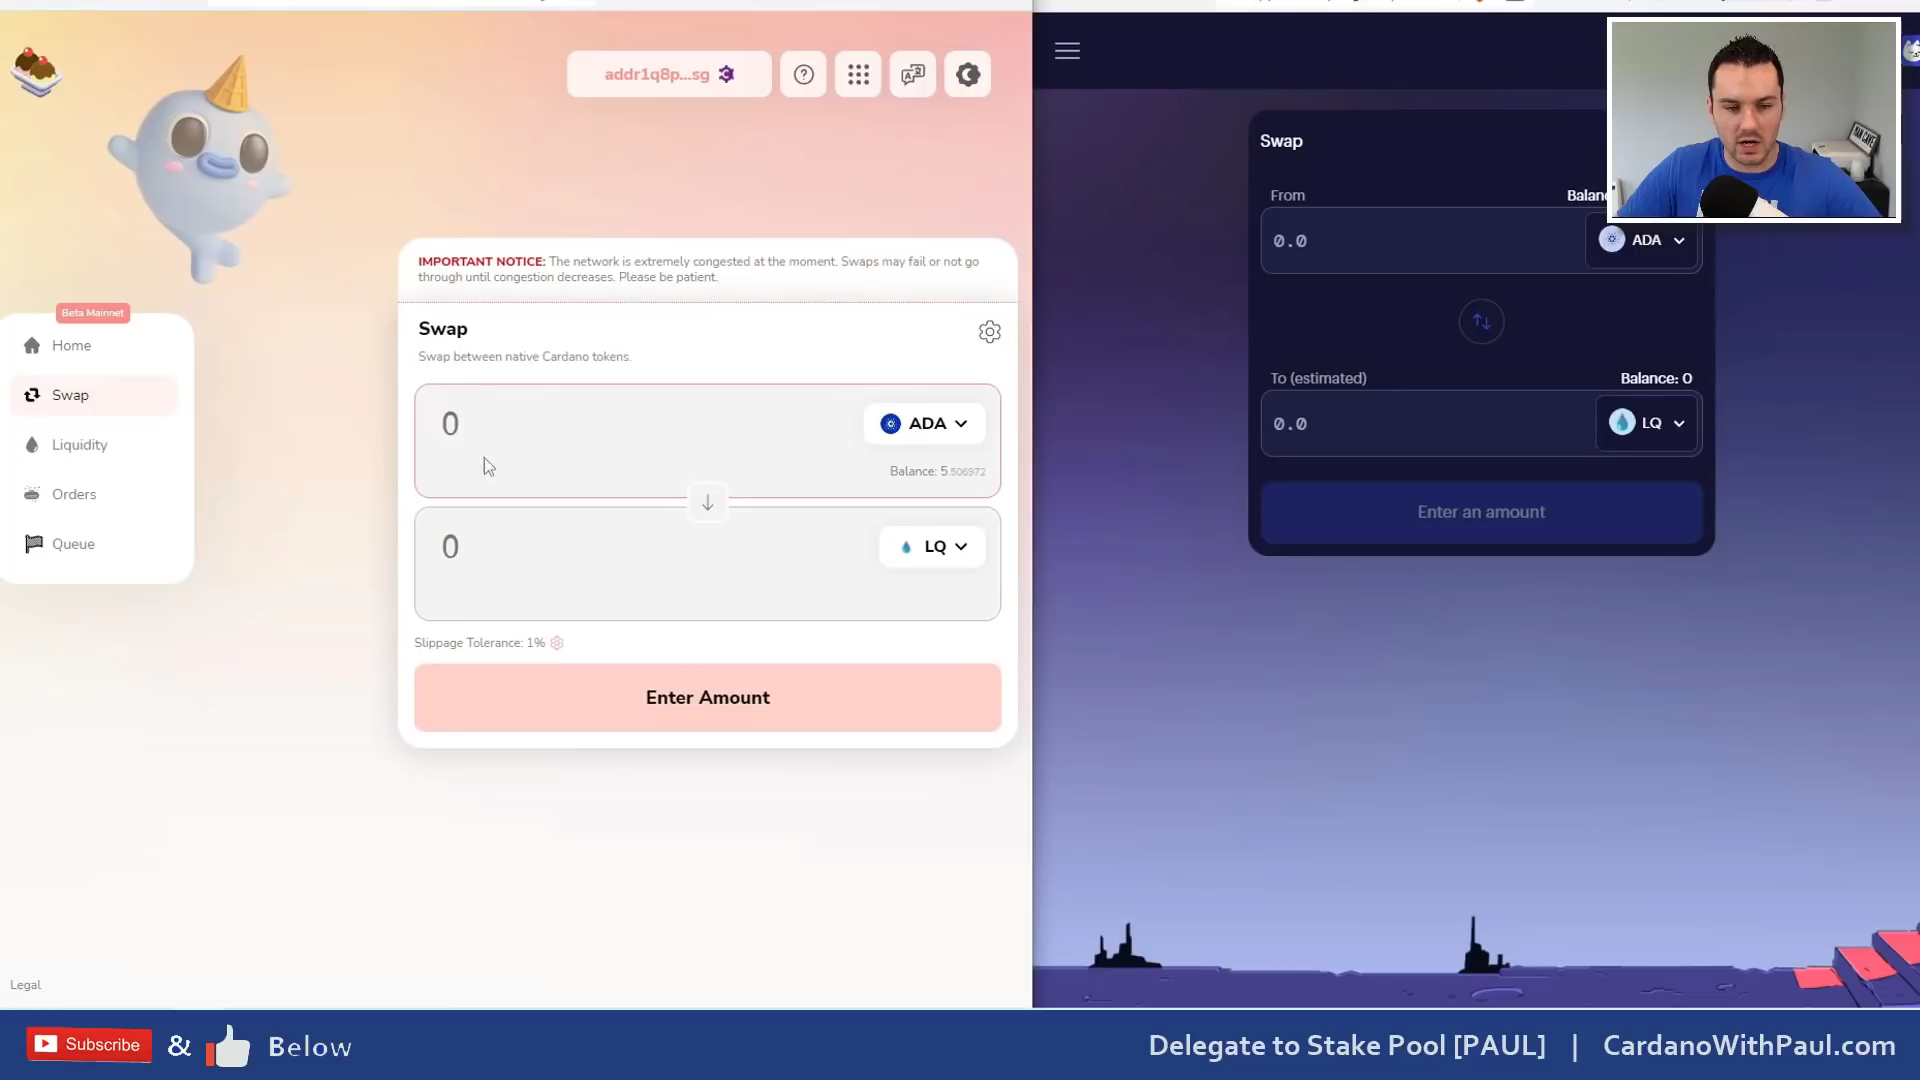 addr1q8p...sg
IMPORTANT NOTICE: The network is extremely congested at the moment. Swaps may fail or not go
through until congestion decreases. Please be patient.
Beta Mainnet
Home
Swap
Liquidity
Orders
Queue
Swap
Swap between native Cardano tokens.
0
ADA
Balance: 5.506972
0
LQ
Slippage Tolerance: 1%
Enter Amount
Legal
Swap
From
Balanc
0.0
ADA
To (estimated)
Balance: 0
0.0
LQ
Enter an amount
MAN CAVE
Subscribe & Below
Delegate to Stake Pool [PAUL] | CardanoWithPaul.com